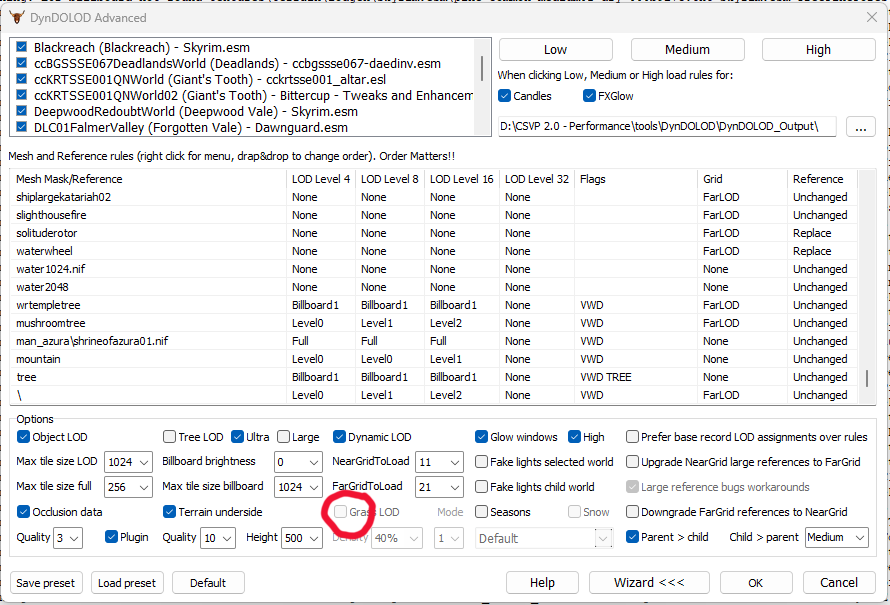 DynDOLOD Advanced
Blackreach (Blackreach) - Skyrim.esm
ccBGSSSE067DeadlandsWorld (Deadlands) - ccbgssse067-daedinv.esm
ccKRTSSE001QNWorld (Giant's Tooth) - cckrtsse001_altar.esl
ccKRTSSE001QNWorld02 (Giant's Tooth) - Bittercup - Tweaks and Enhancem
DeepwoodRedoubtWorld (Deepwood Vale) - Skyrim.esm
DLC01FalmerValley (Forgotten Vale) - Dawnguard.esm
Low Medium High
When clicking Low, Medium or High load rules for:
Candles FXGlow
D:\CSVP 2.0 - Performance\tools\DynDOLOD\DynDOLOD_Output\ ...
Mesh and Reference rules (right click for menu, drap&drop to change order). Order Matters!!
Mesh Mask/Reference LOD Level 4 LOD Level 8 LOD Level 16 LOD Level 32 Flags Grid Reference
shiplargekatariah02 None None None None FarLOD Unchanged
slighthousefire None None None None FarLOD Unchanged
solituderotor None None None None FarLOD Replace
waterwheel None None None None FarLOD Replace
water1024.nif None None None None None Unchanged
water2048 None None None None None Unchanged
wrtempletree Billboard1 Billboard1 Billboard1 None VWD FarLOD Unchanged
mushroomtree Level0 Level1 Level2 None VWD FarLOD Unchanged
man_azura\shrineofazura01.nif Full Full Full None VWD FarLOD Unchanged
mountain Level0 Level0 Level1 None VWD FarLOD Unchanged
tree Billboard1 Billboard1 Billboard1 None VWD TREE None Unchanged
\ Level0 Level1 Level2 None VWD FarLOD Unchanged
Options
Object LOD Tree LOD Ultra Large Dynamic LOD Glow windows High Prefer base record LOD assignments over rules
Max tile size LOD 1024 Billboard brightness 0 NearGridToLoad 11 Fake lights selected world Upgrade NearGrid large references to FarGrid
Max tile size full 256 Max tile size billboard 1024 FarGridToLoad 21 Fake lights child world Large reference bugs workarounds
Occlusion data Terrain underside Grass LOD Mode Seasons Snow Downgrade FarGrid references to NearGrid
Quality 3 Plugin Quality 10 Height 500 Density 40% 1 Default Parent > child Child > parent Medium
Save preset Load preset Default Help Wizard <<< OK Cancel